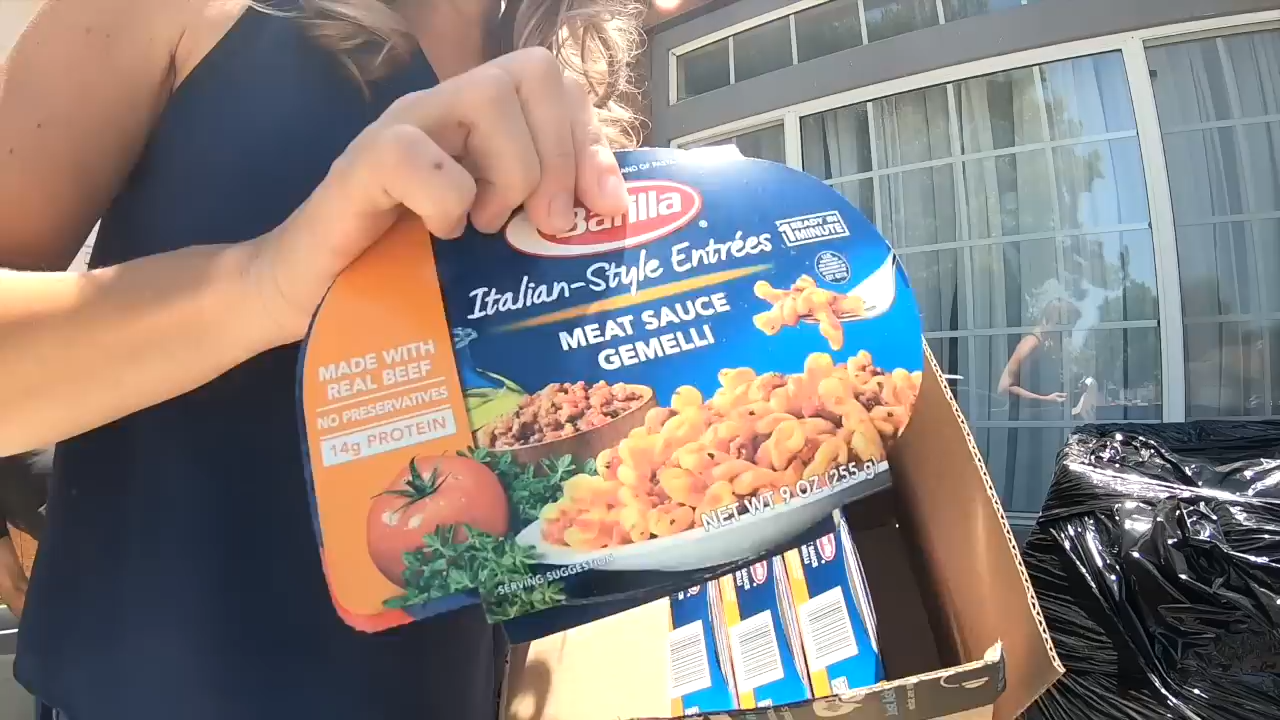 Barilla
Italian-Style Entrées
READY IN
1 MINUTE
MEAT SAUCE
GEMELLI
MADE WITH
REAL BEEF
NO PRESERVATIVES
14g PROTEIN
NET WT 9 OZ (255 g)
SERVING SUGGESTION